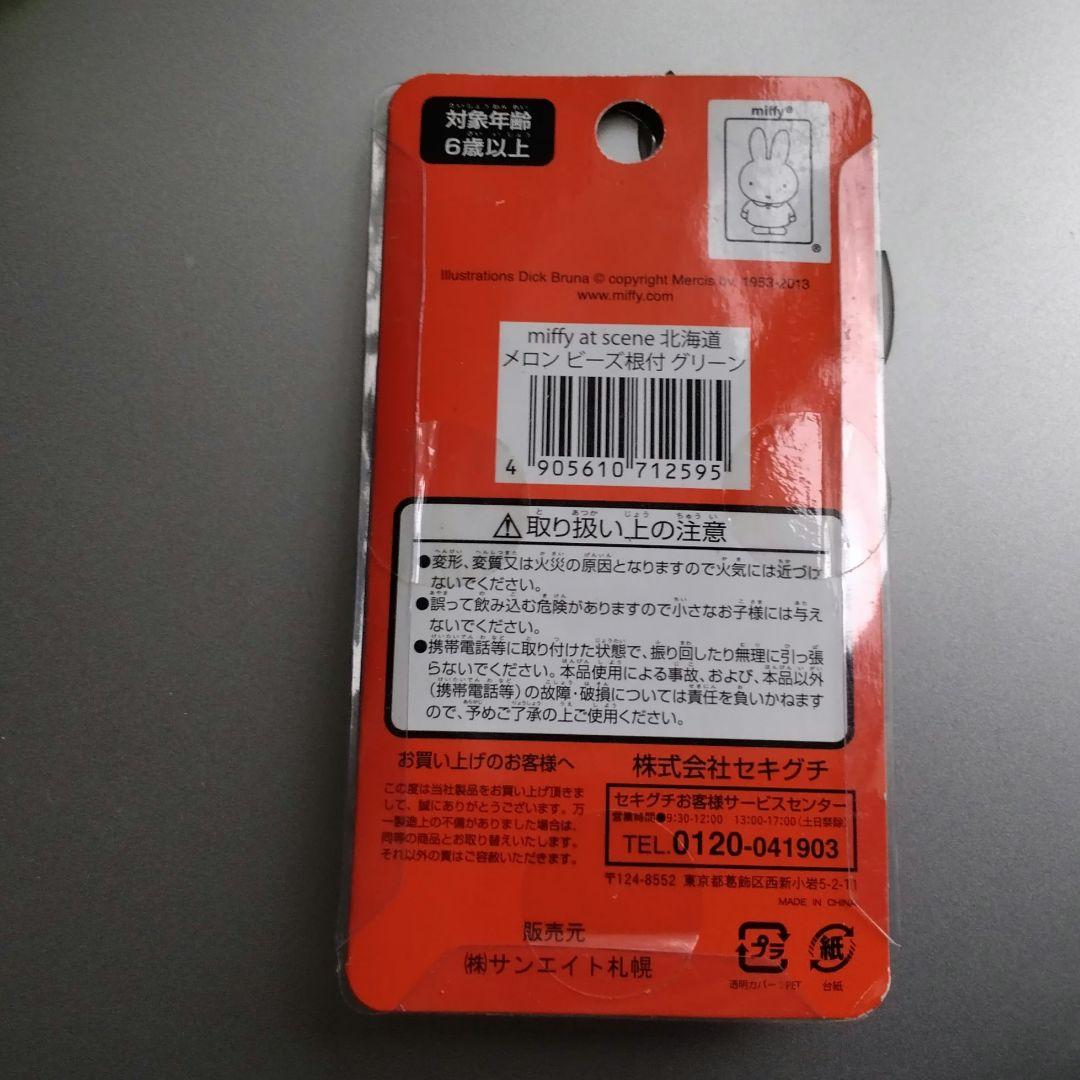 対象年齢
6歳以上
miffy®
®
Illustrations Dick Bruna © copyright Mercis bv, 1953-2013
www.miffy.com
miffy at scene 北海道
メロン ビーズ根付 グリーン
4 905610 712595
⚠取り扱い上の注意
●変形、変質又は火災の原因となりますので火気には近づけ
ないでください。
●誤って飲み込む危険がありますので小さなお子様には与え
ないでください。
●携帯電話等に取り付けた状態で、振り回したり無理に引っ張
らないでください。本品使用による事故、および、本品以外
(携帯電話等)の故障・破損については責任を負いかねます
ので、予めご了承の上ご使用ください。
お買い上げのお客様へ
この度は当社製品をお買い上げ頂きま
して、誠にありがとうございます。万
一製造上の不備がありました場合は、
同等の商品とお取り替えいたします。
それ以外の責はご容赦いただきます。
株式会社セキグチ
セキグチお客様サービスセンター
営業時間●9:30-12:00 13:00-17:00(土日祭除)
TEL.0120-041903
〒124-8552 東京都葛飾区西新小岩5-2-11
MADE IN CHINA
販売元
㈱サンエイト札幌
プラ
透明カバー:PET
紙
台紙